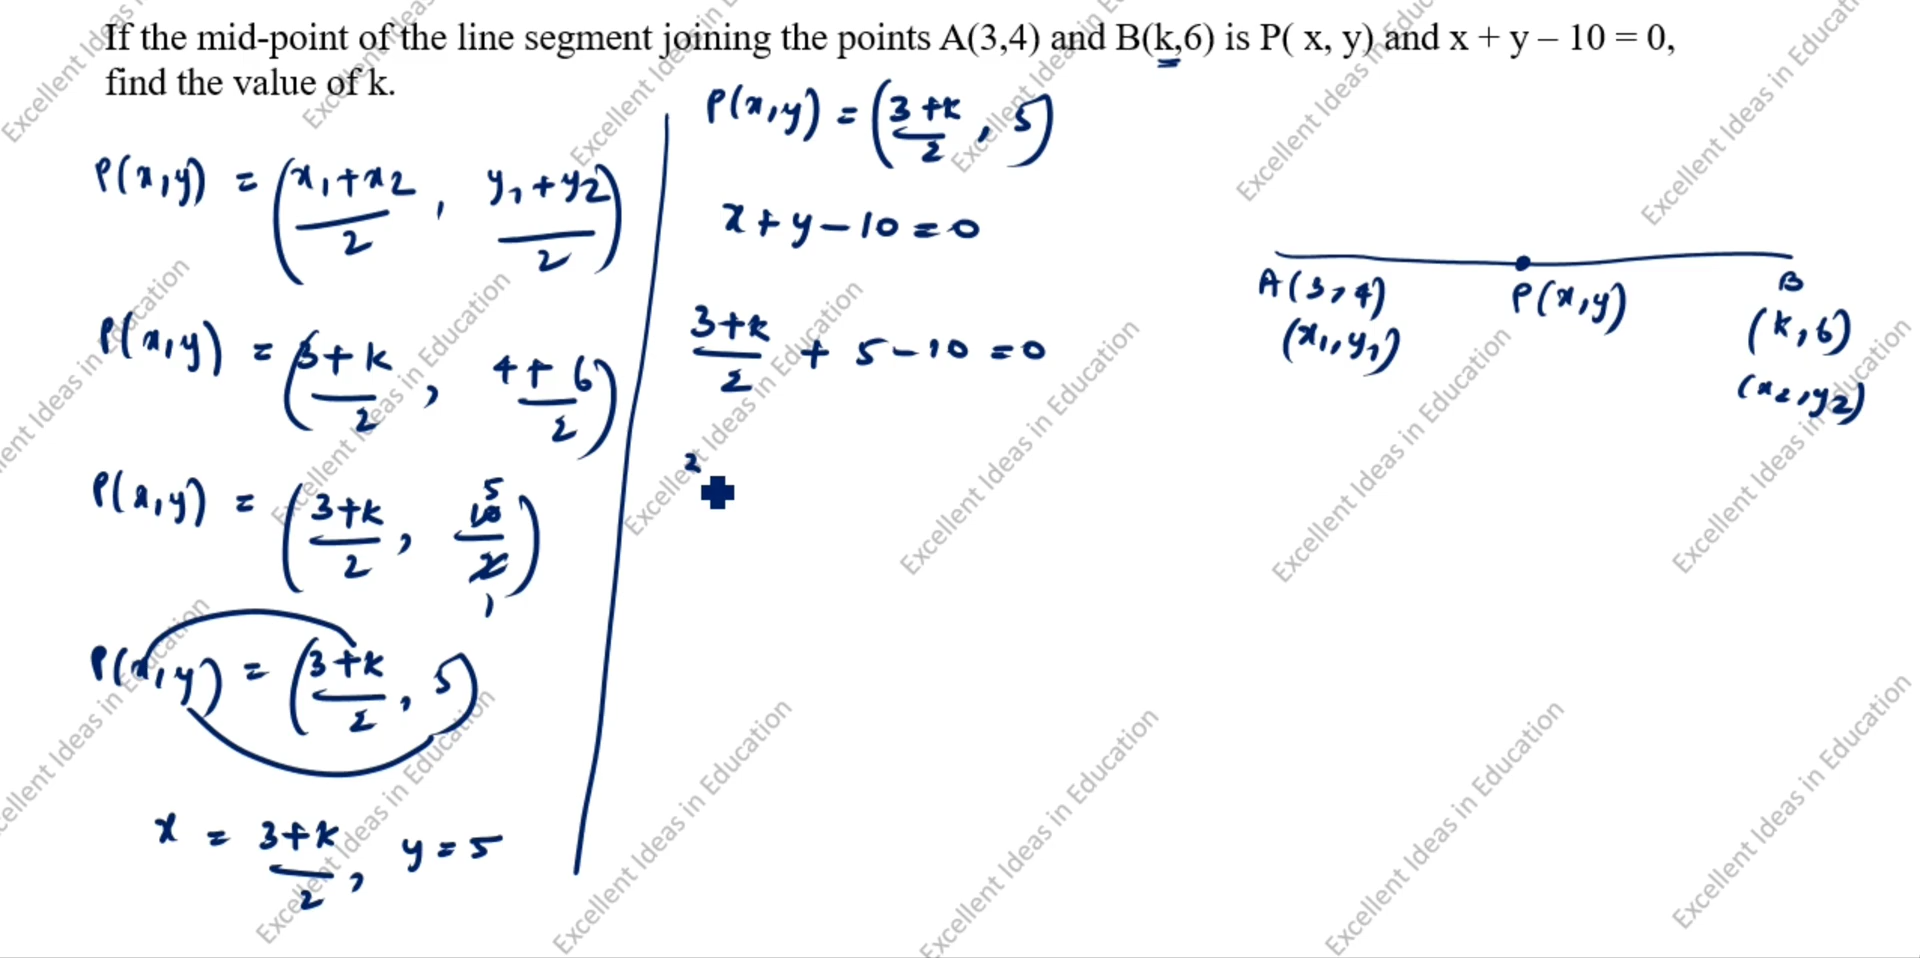 If the mid-point of the line segment joining the points A(3,4) and B(k,6) is P( x, y) and x + y – 10 = 0,
find the value of k.
P(x,y) = (x1+x2/2, y1+y2/2)
P(x,y) = (3+k/2, 4+6/2)
P(x,y) = (3+k/2, 10/2) 5 1
P(x,y) = (3+k/2, 5)
x = 3+k/2, y = 5
P(x,y) = (3+k/2, 5)
x + y – 10 = 0
3+k/2 + 5 – 10 = 0
2
A(3,4)
(x1,y1)
P(x,y)
B
(k,6)
(x2,y2)
Excellent Ideas in Education